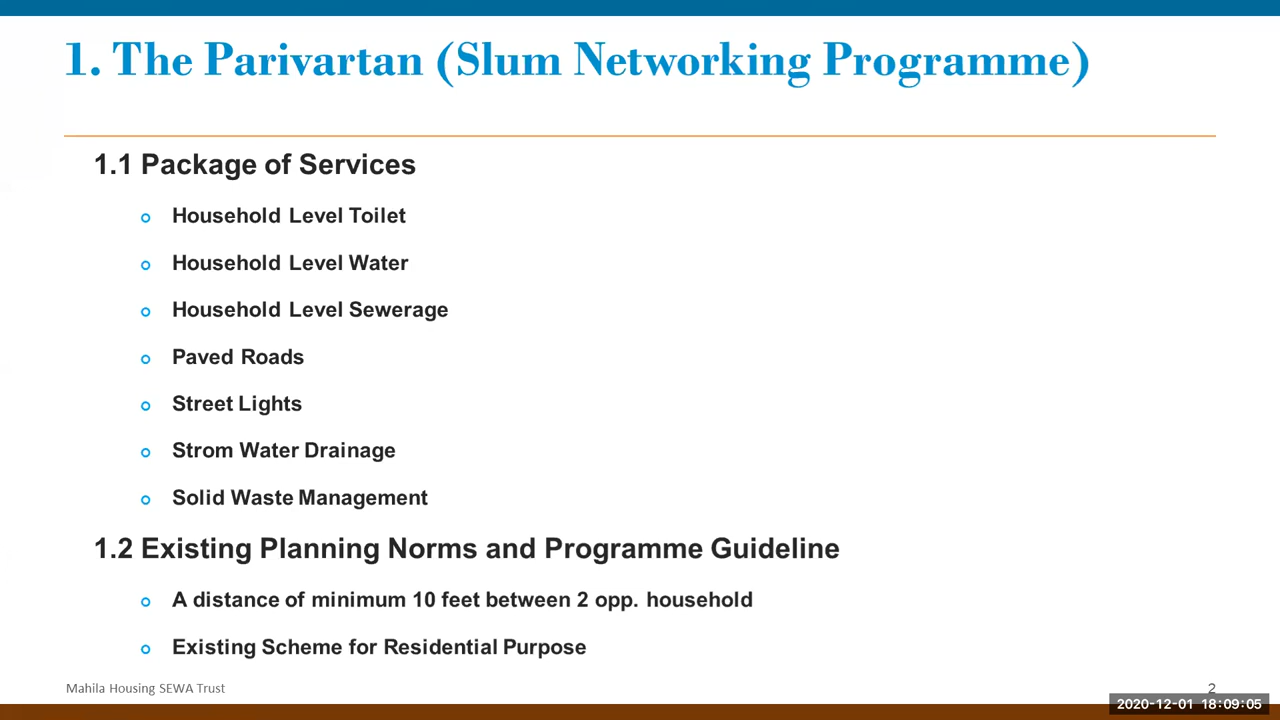 1. The Parivartan (Slum Networking Programme)
1.1 Package of Services
Household Level Toilet
Household Level Water
Household Level Sewerage
Paved Roads
Street Lights
Strom Water Drainage
Solid Waste Management
1.2 Existing Planning Norms and Programme Guideline
A distance of minimum 10 feet between 2 opp. household
Existing Scheme for Residential Purpose
Mahila Housing SEWA Trust
2
2020-12-01 18:09:05